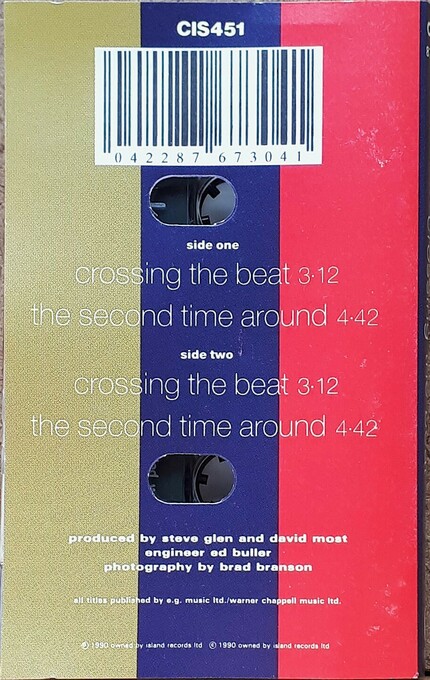 CIS451
042287 673041
side one
crossing the beat 3·12
the second time around 4·42
side two
crossing the beat 3·12
the second time around 4·42
produced by steve glen and david most
engineer ed buller
photography by brad branson
all titles published by e.g. music ltd./warner chappell music ltd.
℗ 1990 owned by island records ltd © 1990 owned by island records ltd